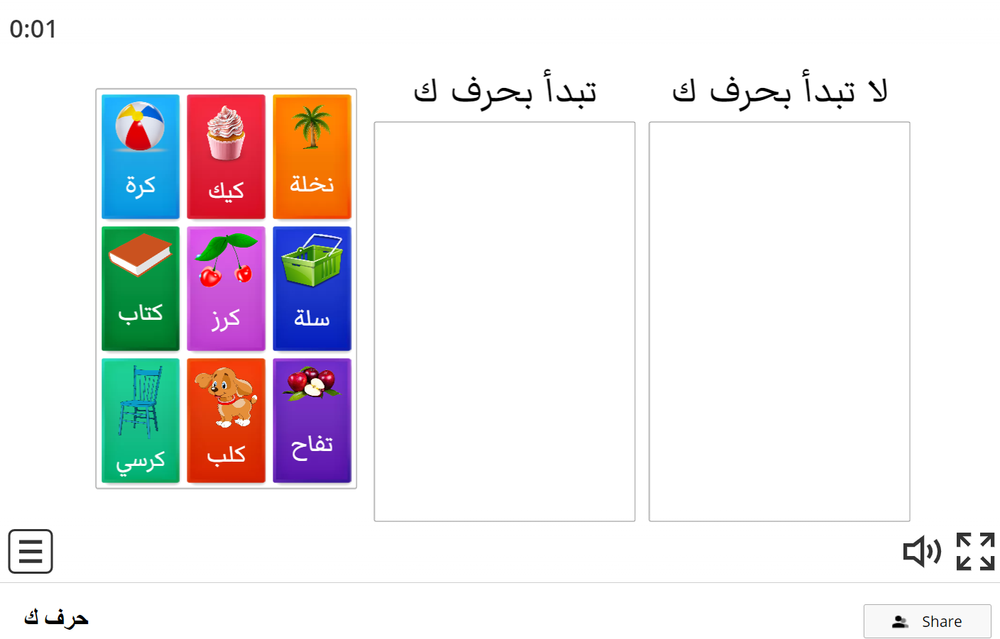 0:01
تبدأ بحرف ك
لا تبدأ بحرف ك
كرة
كيك
نخلة
كتاب
كرز
سلة
كرسي
كلب
تفاح
حرف ك
Share